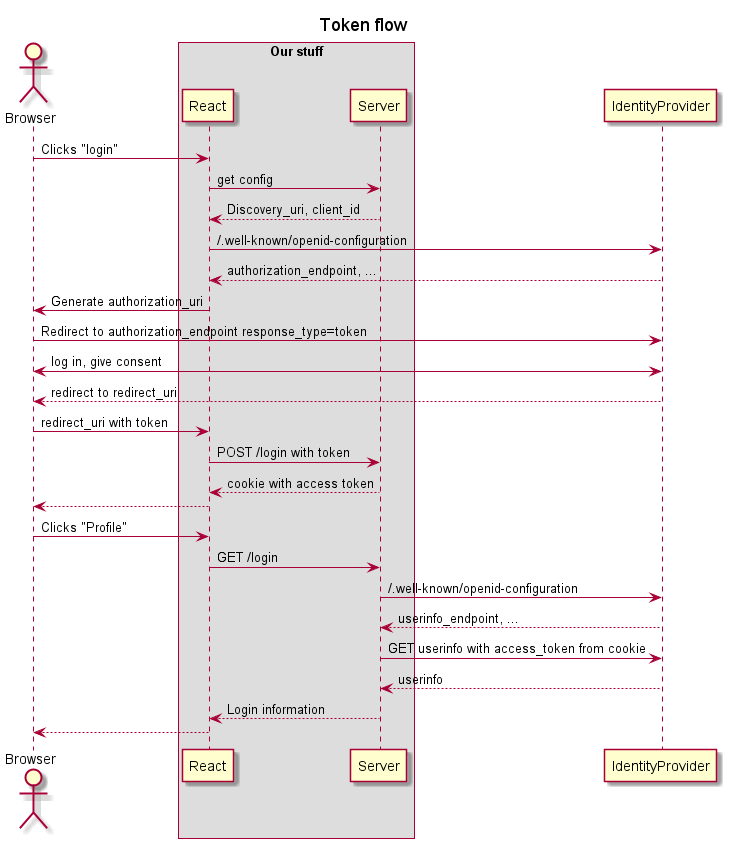 Token flow
Our stuff
Browser
React
Server
IdentityProvider
Clicks "login"
get config
Discovery_uri, client_id
/.well-known/openid-configuration
authorization_endpoint, ...
Generate authorization_uri
Redirect to authorization_endpoint response_type=token
log in, give consent
redirect to redirect_uri
redirect_uri with token
POST /login with token
cookie with access token
Clicks "Profile"
GET /login
/.well-known/openid-configuration
userinfo_endpoint, ...
GET userinfo with access_token from cookie
userinfo
Login information
Browser
React
Server
IdentityProvider